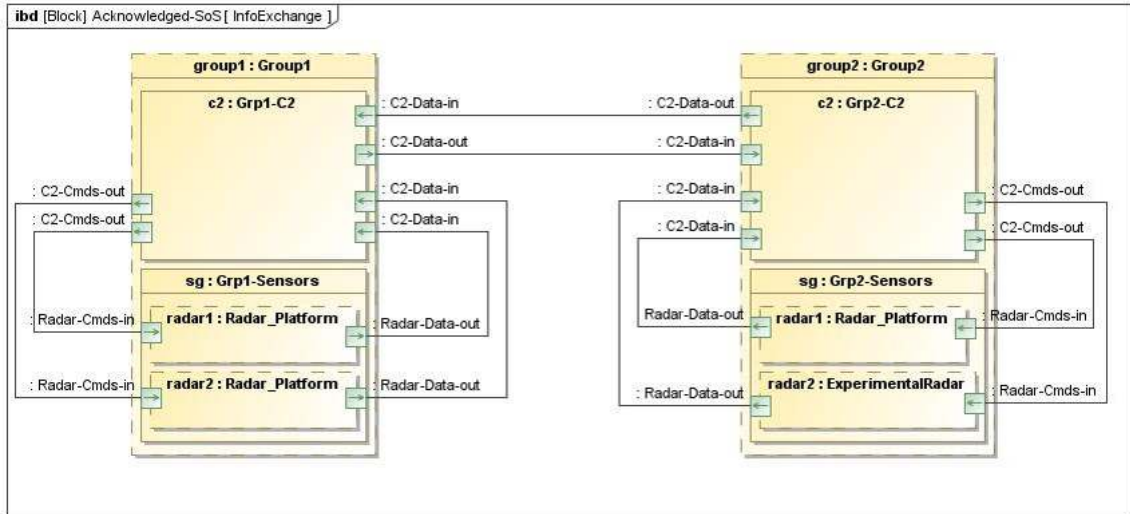 ibd [Block] Acknowledged-SoS[ InfoExchange ]
group1 : Group1
group2 : Group2
c2 : Grp1-C2
c2 : Grp2-C2
: C2-Data-in
: C2-Data-out
: C2-Data-out
: C2-Data-in
: C2-Cmds-out
: C2-Data-in
: C2-Data-in
: C2-Cmds-out
: C2-Cmds-out
: C2-Data-in
: C2-Data-in
: C2-Cmds-out
sg : Grp1-Sensors
sg : Grp2-Sensors
: Radar-Cmds-in
radar1 : Radar_Platform
: Radar-Data-out
Radar-Data-out
radar1 : Radar_Platform
: Radar-Cmds-in
: Radar-Cmds-in
radar2 : Radar_Platform
: Radar-Data-out
: Radar-Data-out
radar2 : ExperimentalRadar
: Radar-Cmds-in